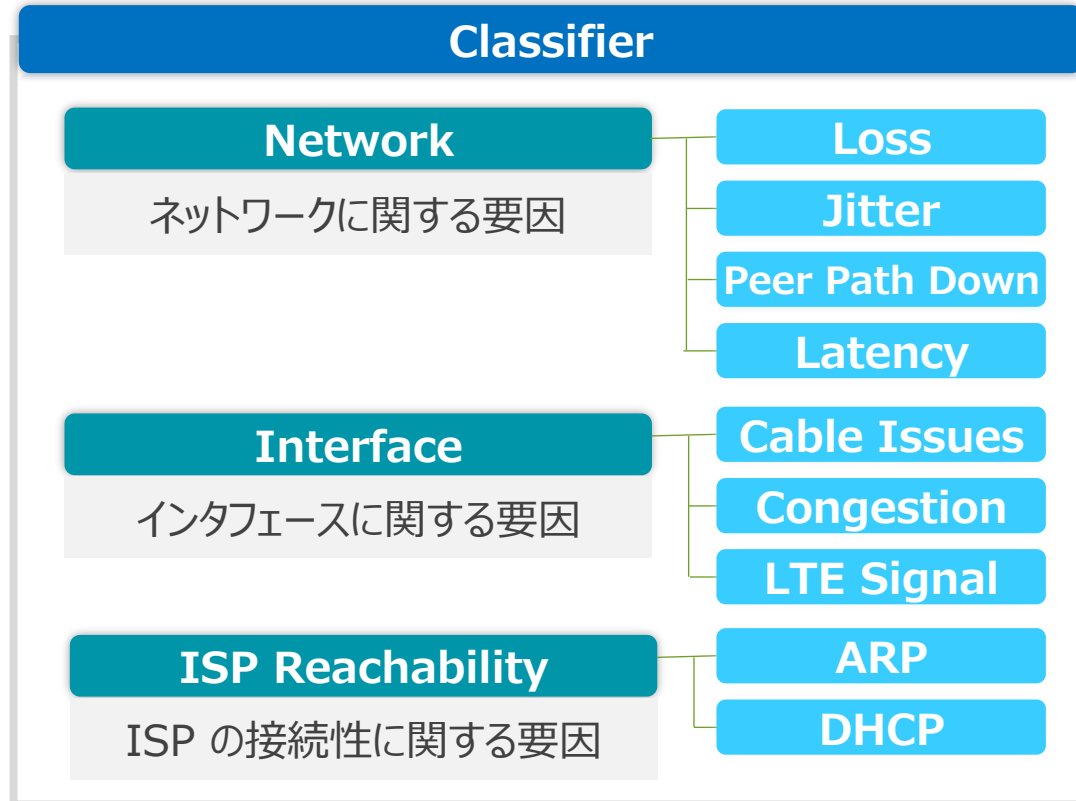 Classifier
Network
ネットワークに関する要因
Loss
Jitter
Peer Path Down
Latency
Interface
インタフェースに関する要因
Cable Issues
Congestion
LTE Signal
ISP Reachability
ISP の接続性に関する要因
ARP
DHCP